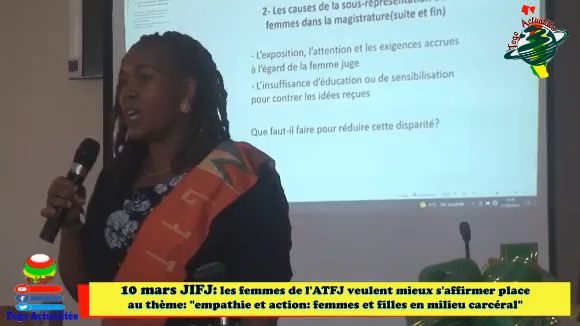 2- Les causes de la sous-représentation
femmes dans la magistrature(suite et fin)
- L'exposition, l'attention et les exigences accrues
à l'égard de la femme juge
- L'insuffisance d'éducation ou de sensibilisation
pour contrer les idées reçues
Que faut-il faire pour réduire cette disparité?
Togo Actualités
ATFJ
10 mars JIFJ: les femmes de l'ATFJ veulent mieux s'affirmer place
au thème: "empathie et action: femmes et filles en milieu carcéral"
Togo Actualités